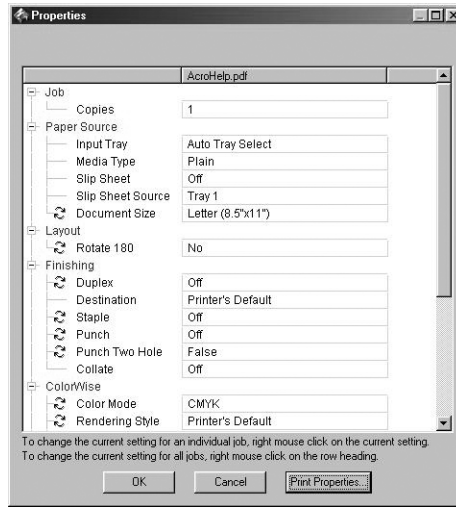 Properties
AcroHelp.pdf
Job
Copies 1
Paper Source
Input Tray Auto Tray Select
Media Type Plain
Slip Sheet Off
Slip Sheet Source Tray 1
Document Size Letter (8.5"x11")
Layout
Rotate 180 No
Finishing
Duplex Off
Destination Printer's Default
Staple Off
Punch Off
Punch Two Hole False
Collate Off
ColorWise
Color Mode CMYK
Rendering Style Printer's Default
To change the current setting for an individual job, right mouse click on the current setting.
To change the current setting for all jobs, right mouse click on the row heading.
OK Cancel Print Properties...